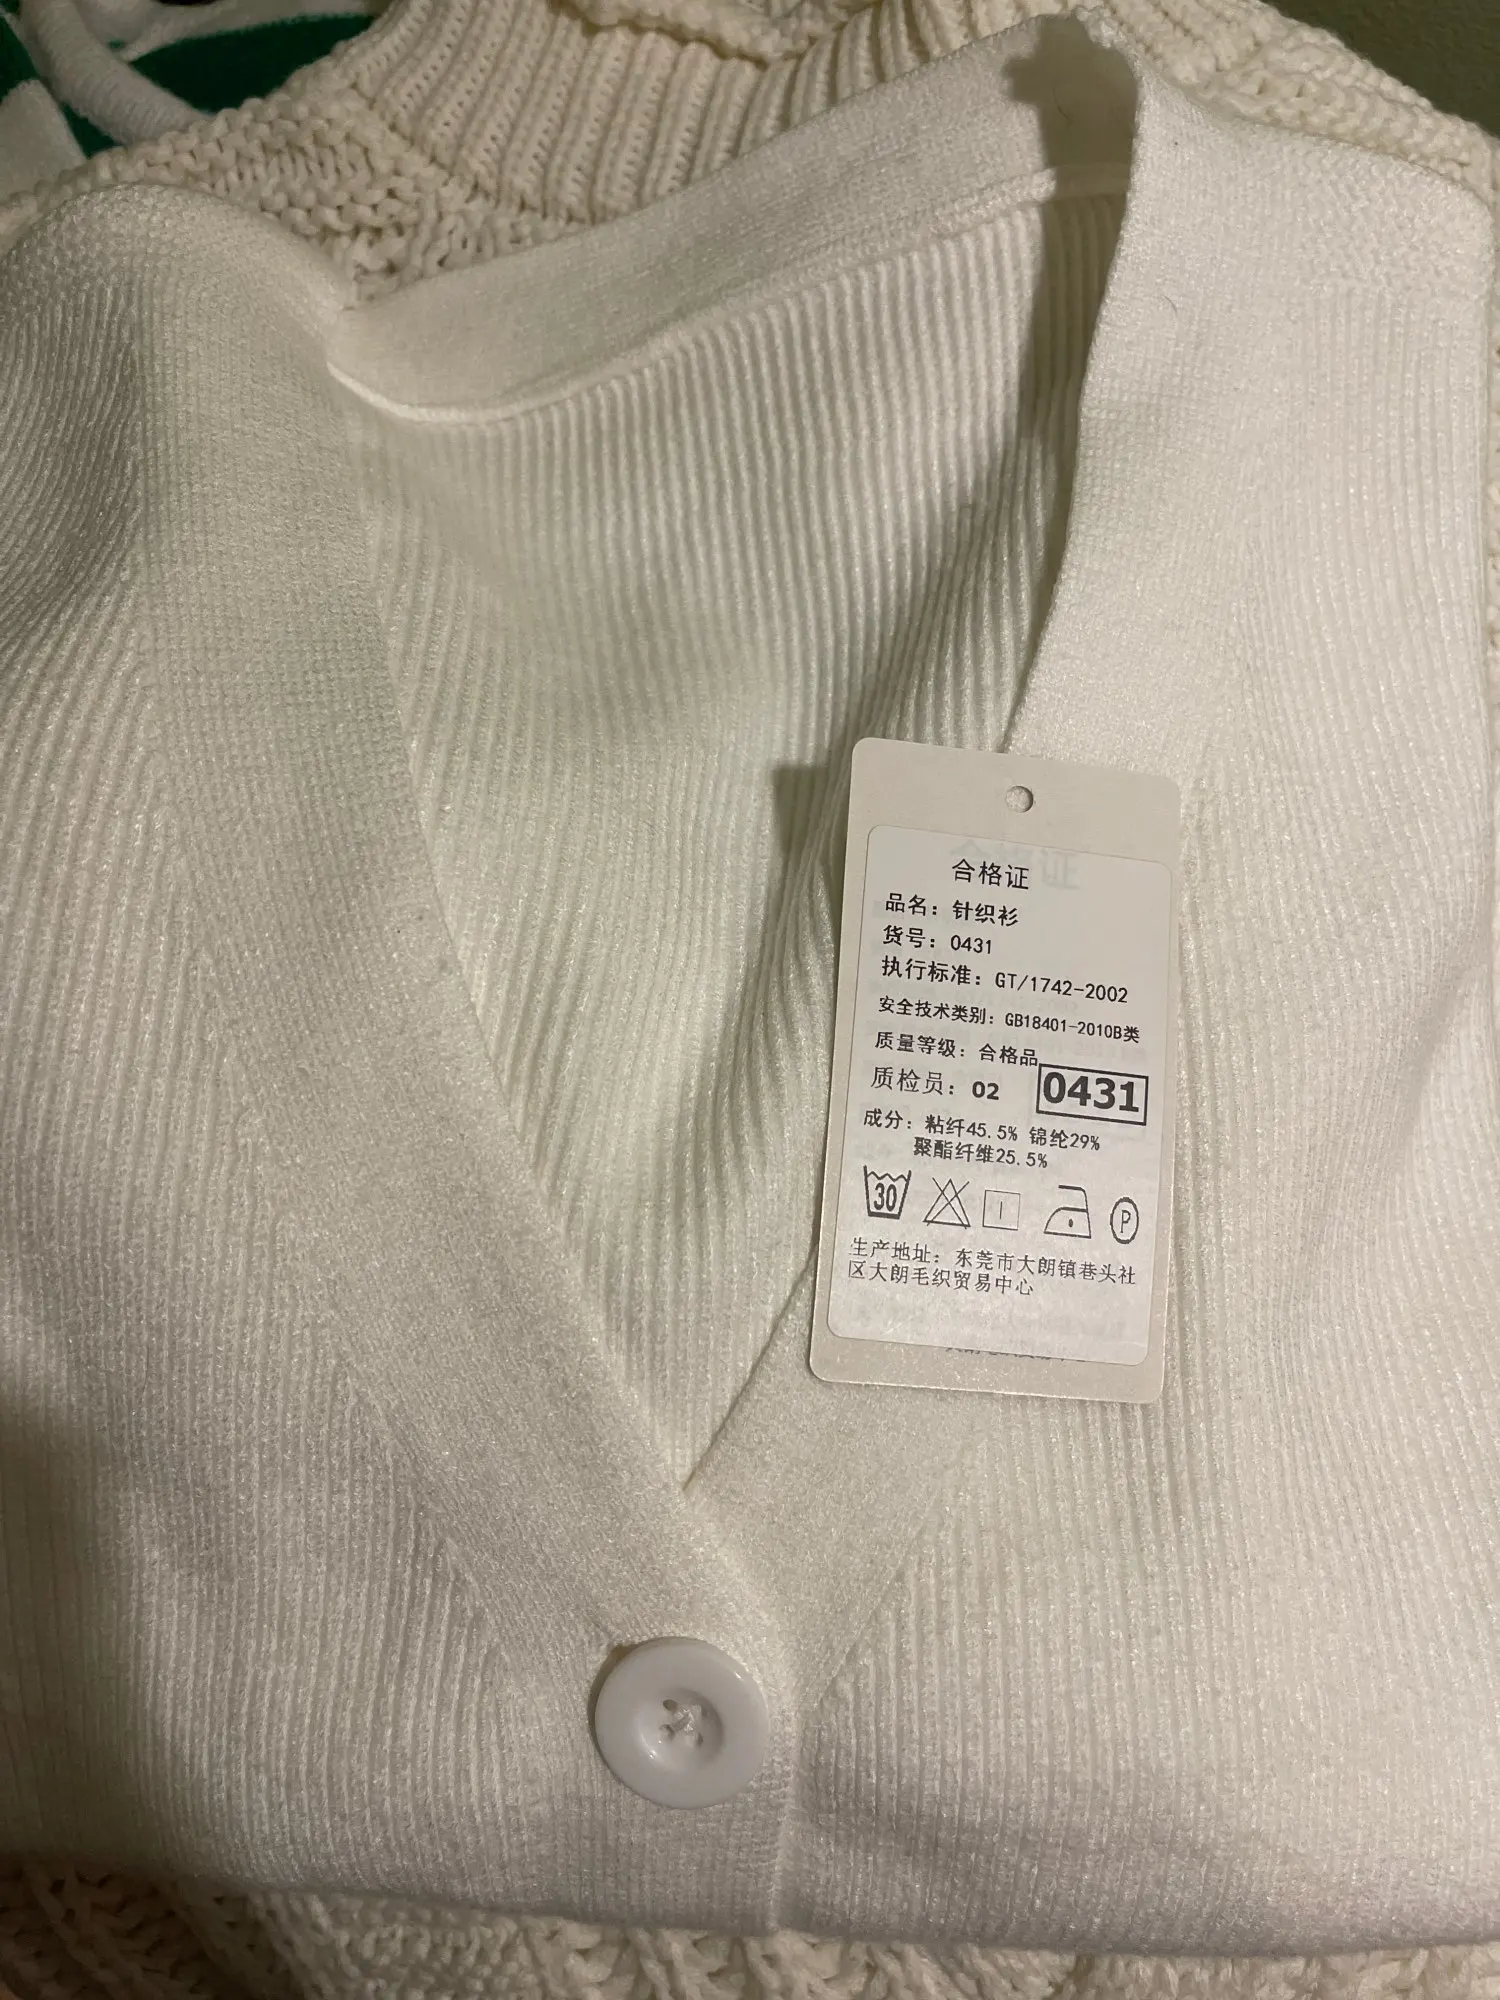 合格证
品名：针织衫
货号：0431
执行标准：GT/1742-2002
安全技术类别：GB18401-2010B类
质量等级：合格品
质检员：02 0431
成分：粘纤45.5% 锦纶29%
聚酯纤维25.5%
30 P
生产地址：东莞市大朗镇巷头社
区大朗毛织贸易中心